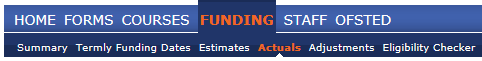 HOME FORMS COURSES FUNDING STAFF OFSTED
Summary Termly Funding Dates Estimates Actuals Adjustments Eligibility Checker